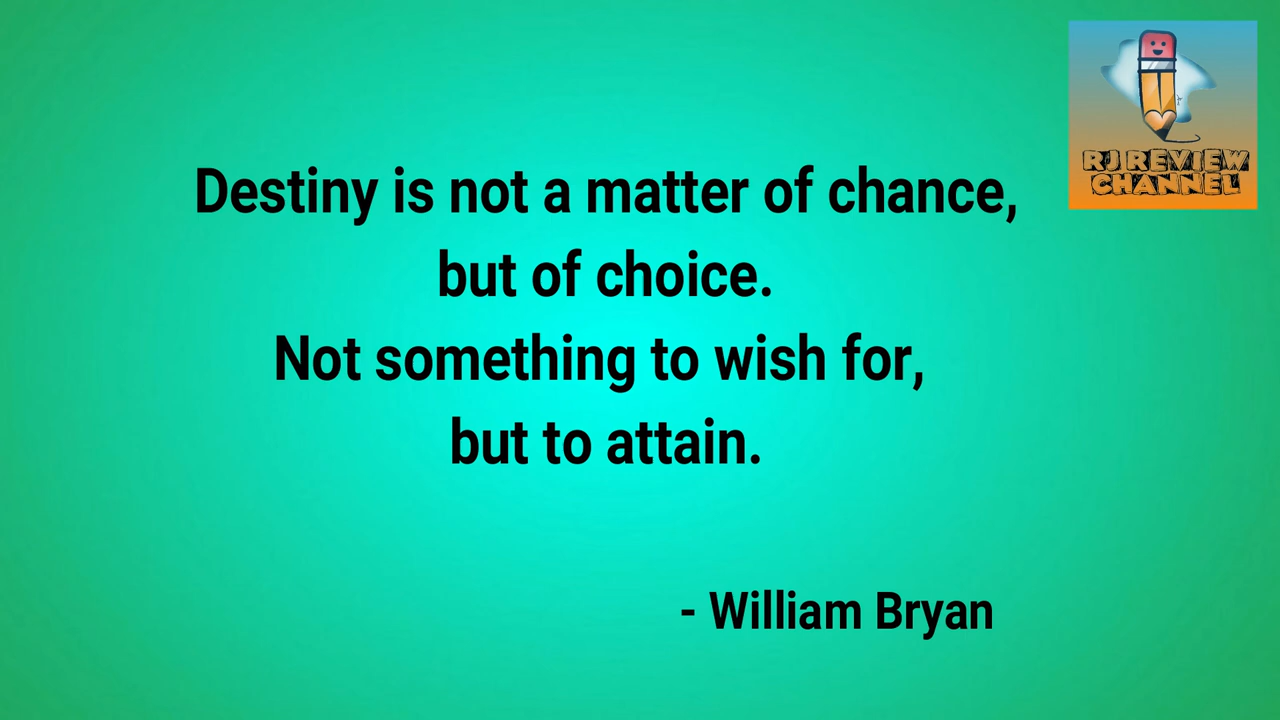 RJ REVIEW
CHANNEL
Destiny is not a matter of chance,
but of choice.
Not something to wish for,
but to attain.
- William Bryan